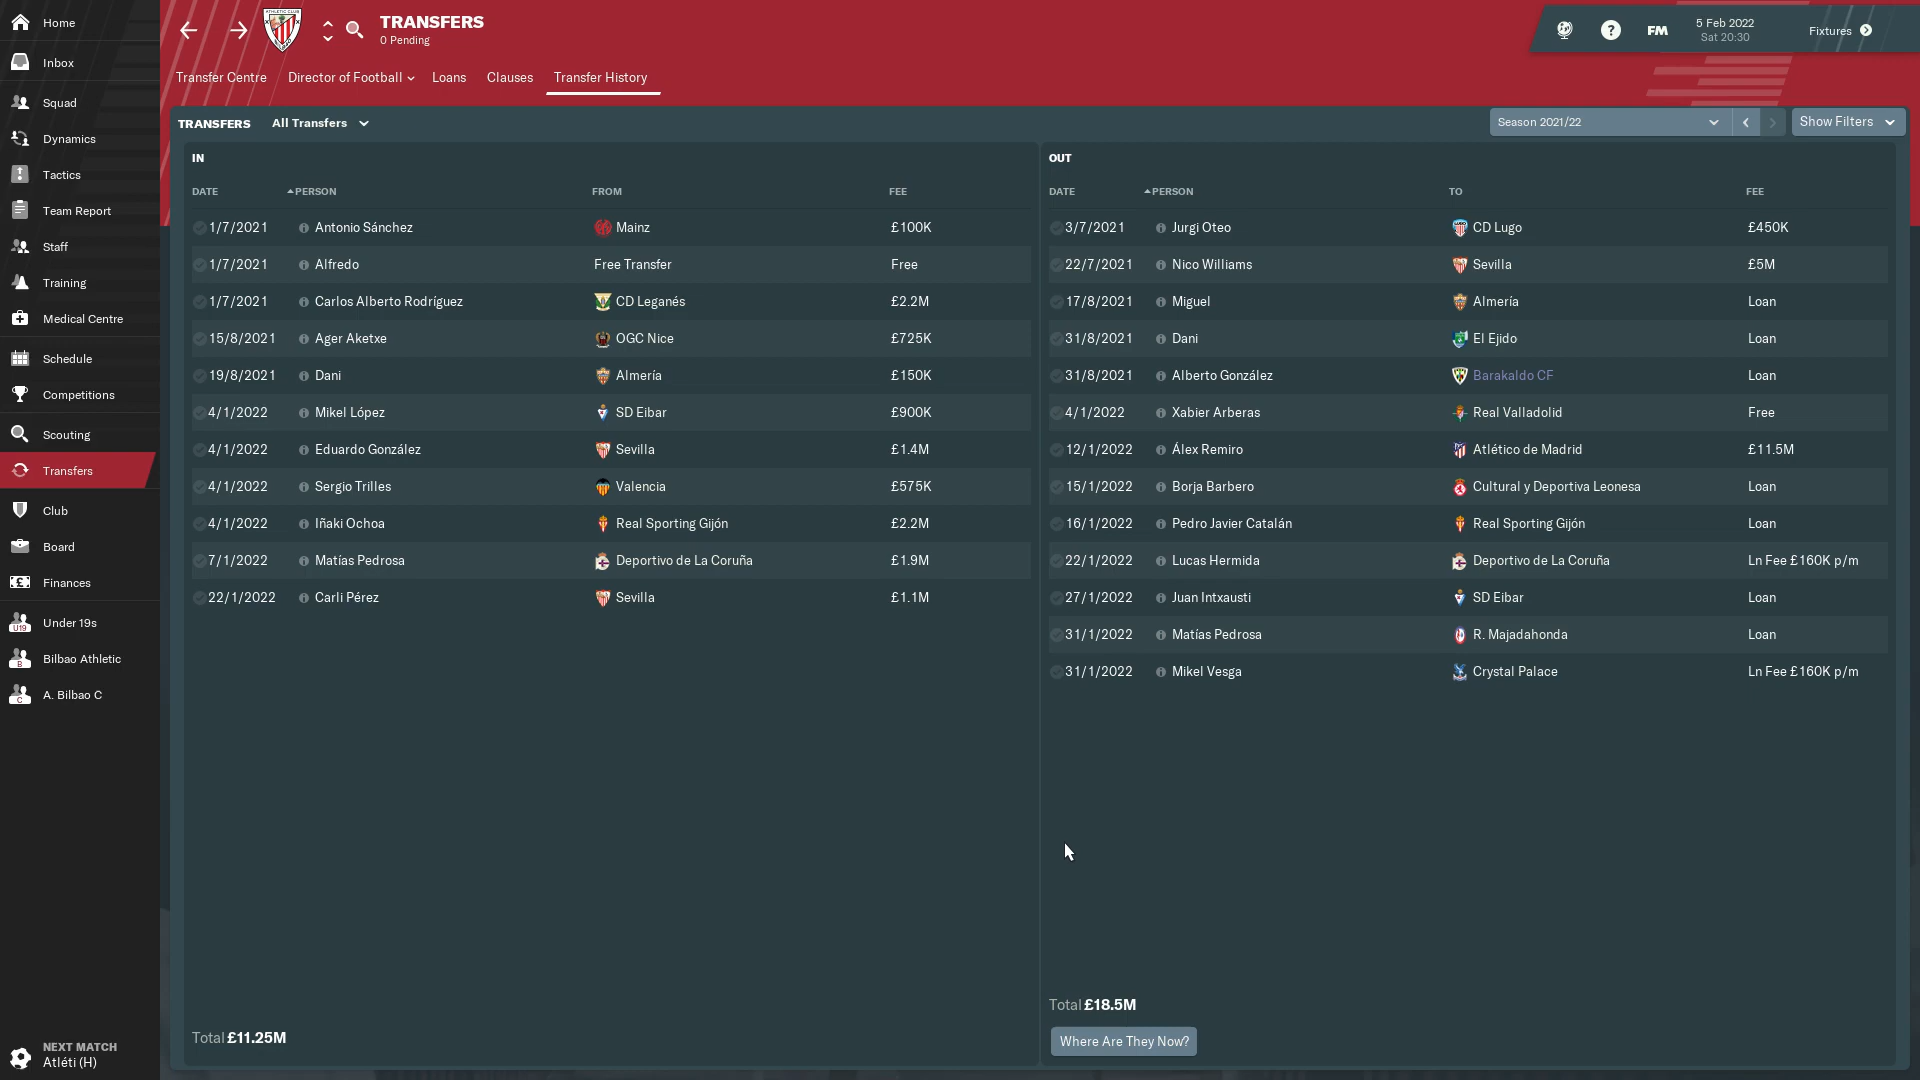 Home
Inbox
Squad
Dynamics
Tactics
Team Report
Staff
Training
Medical Centre
Schedule
Competitions
Scouting
Transfers
Club
Board
Finances
U19
Under 19s
B
Bilbao Athletic
C
A. Bilbao C
NEXT MATCH
Atléti (H)
TRANSFERS
0 Pending
FM
5 Feb 2022
Sat 20:30
Fixtures
Transfer Centre Director of Football Loans Clauses Transfer History
TRANSFERS All Transfers Season 2021/22 Show Filters
IN
DATE PERSON FROM FEE
1/7/2021 Antonio Sánchez Mainz £100K
1/7/2021 Alfredo Free Transfer Free
1/7/2021 Carlos Alberto Rodríguez CD Leganés £2.2M
15/8/2021 Ager Aketxe OGC Nice £725K
19/8/2021 Dani Almería £150K
4/1/2022 Mikel López SD Eibar £900K
4/1/2022 Eduardo González Sevilla £1.4M
4/1/2022 Sergio Trilles Valencia £575K
4/1/2022 Iñaki Ochoa Real Sporting Gijón £2.2M
7/1/2022 Matías Pedrosa Deportivo de La Coruña £1.9M
22/1/2022 Carli Pérez Sevilla £1.1M
Total £11.25M
OUT
DATE PERSON TO FEE
3/7/2021 Jurgi Oteo CD Lugo £450K
22/7/2021 Nico Williams Sevilla £5M
17/8/2021 Miguel Almería Loan
31/8/2021 Dani El Ejido Loan
31/8/2021 Alberto González Barakaldo CF Loan
4/1/2022 Xabier Arberas Real Valladolid Free
12/1/2022 Álex Remiro Atlético de Madrid £11.5M
15/1/2022 Borja Barbero Cultural y Deportiva Leonesa Loan
16/1/2022 Pedro Javier Catalán Real Sporting Gijón Loan
22/1/2022 Lucas Hermida Deportivo de La Coruña Ln Fee £160K p/m
27/1/2022 Juan Intxausti SD Eibar Loan
31/1/2022 Matías Pedrosa R. Majadahonda Loan
31/1/2022 Mikel Vesga Crystal Palace Ln Fee £160K p/m
Total £18.5M
Where Are They Now?